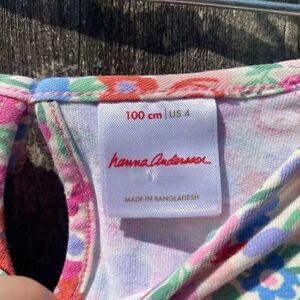 100 cm | US 4
hanna andersson
MADE IN BANGLADESH